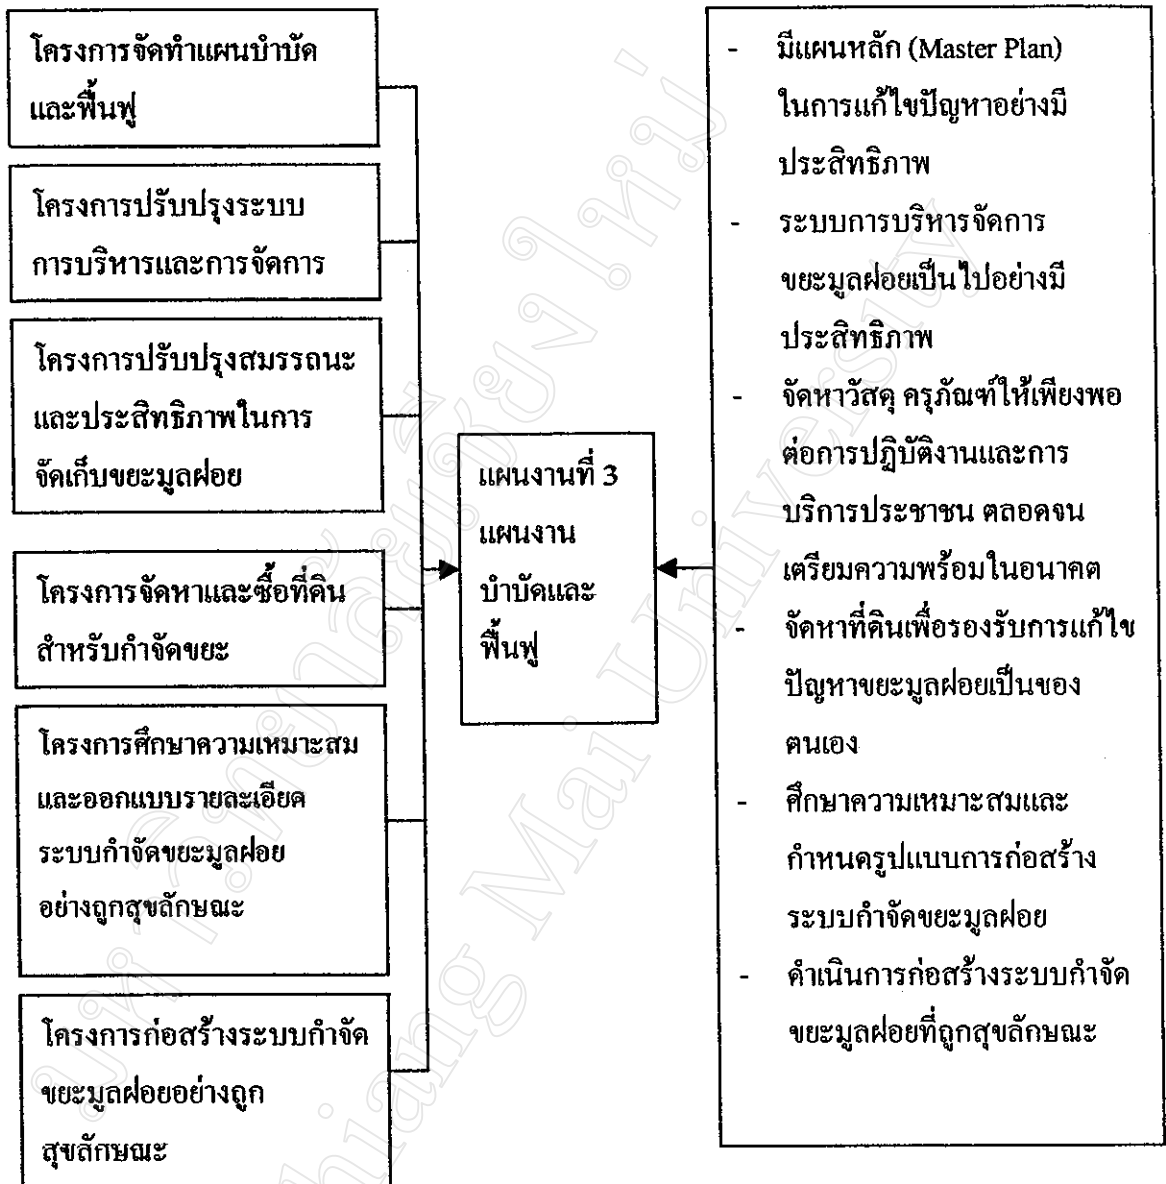 โครงการจัดทำแผนบำบัด
และฟื้นฟู
โครงการปรับปรุงระบบ
การบริหารและการจัดการ
โครงการปรับปรุงสมรรถนะ
และประสิทธิภาพในการ
จัดเก็บขยะมูลฝอย
โครงการจัดหาและซื้อที่ดิน
สำหรับกำจัดขยะ
โครงการศึกษาความเหมาะสม
และออกแบบรายละเอียด
ระบบกำจัดขยะมูลฝอย
อย่างถูกสุขลักษณะ
โครงการก่อสร้างระบบกำจัด
ขยะมูลฝอยอย่างถูก
สุขลักษณะ
แผนงานที่ 3
แผนงาน
บำบัดและ
ฟื้นฟู
- มีแผนหลัก (Master Plan)
ในการแก้ไขปัญหาอย่างมี
ประสิทธิภาพ
- ระบบการบริหารจัดการ
ขยะมูลฝอยเป็นไปอย่างมี
ประสิทธิภาพ
- จัดหาวัสดุ ครุภัณฑ์ให้เพียงพอ
ต่อการปฏิบัติงานและการ
บริการประชาชน ตลอดจน
เตรียมความพร้อมในอนาคต
- จัดหาที่ดินเพื่อรองรับการแก้ไข
ปัญหาขยะมูลฝอยเป็นของ
ตนเอง
- ศึกษาความเหมาะสมและ
กำหนดรูปแบบการก่อสร้าง
ระบบกำจัดขยะมูลฝอย
- ดำเนินการก่อสร้างระบบกำจัด
ขยะมูลฝอยที่ถูกสุขลักษณะ
มหาวิทยาลัยเชียงใหม่
Chiang Mai University